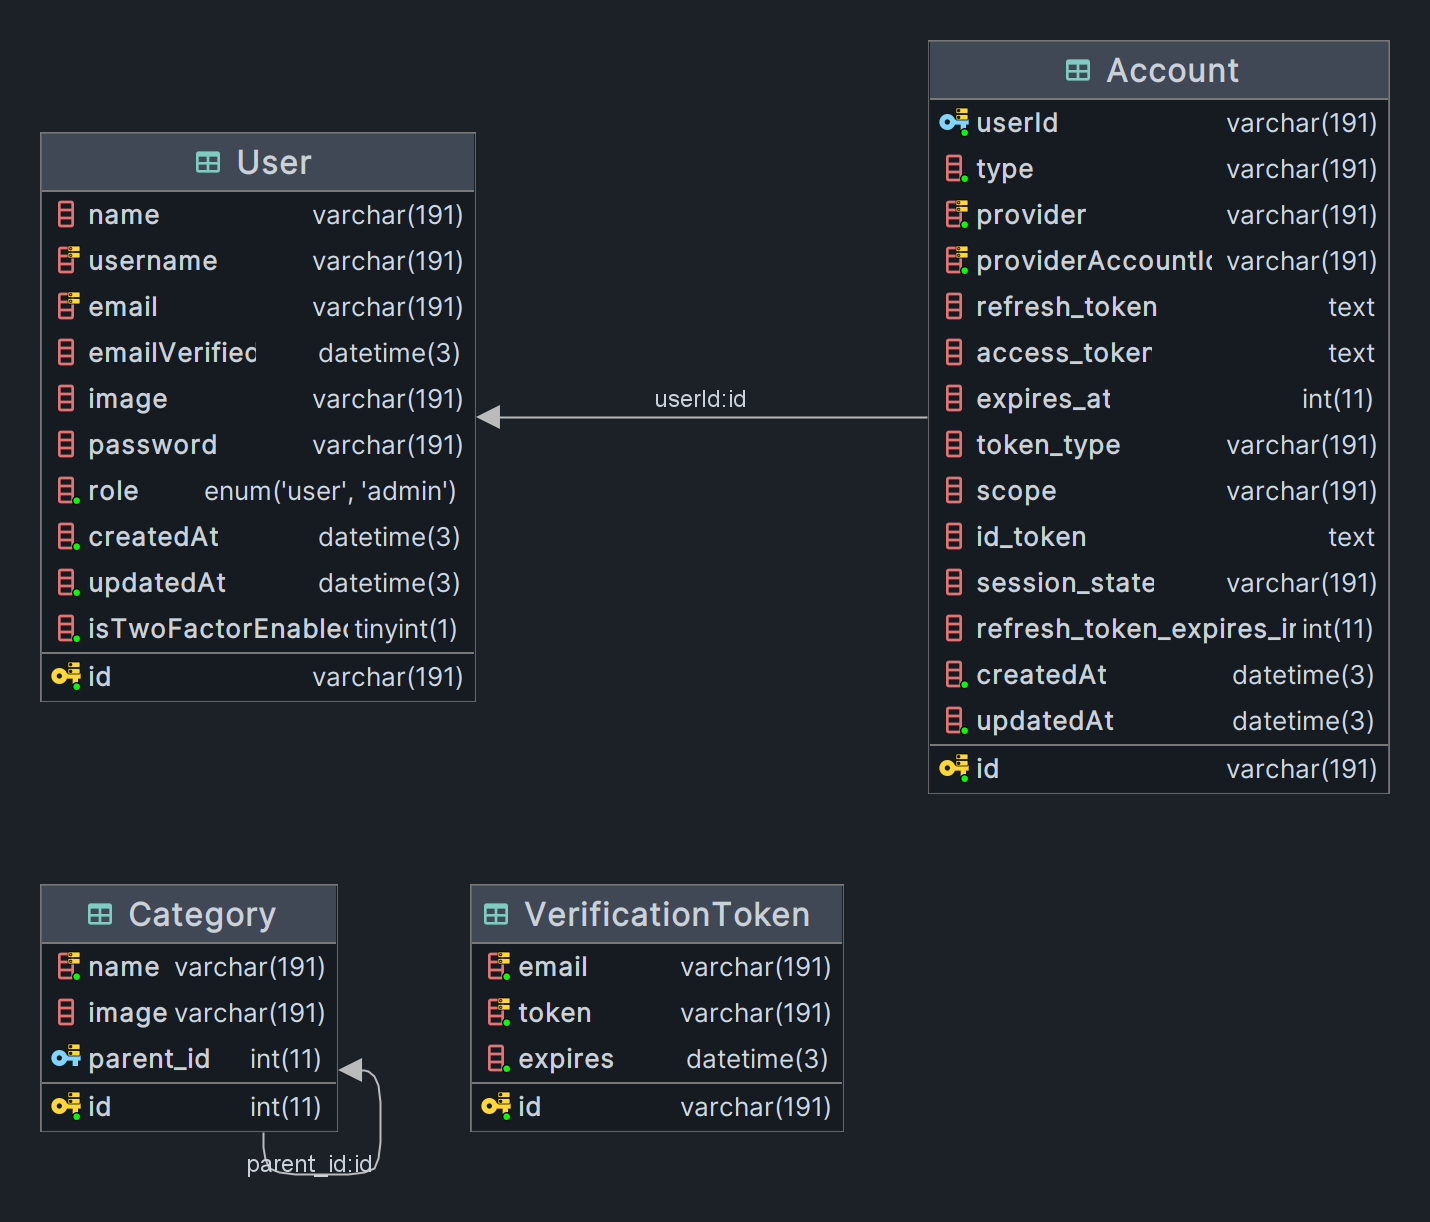 User
name varchar(191)
username varchar(191)
email varchar(191)
emailVerified datetime(3)
image varchar(191)
password varchar(191)
role enum('user', 'admin')
createdAt datetime(3)
updatedAt datetime(3)
isTwoFactorEnabled tinyint(1)
id varchar(191)
userId:id
Account
userId varchar(191)
type varchar(191)
provider varchar(191)
providerAccountId varchar(191)
refresh_token text
access_token text
expires_at int(11)
token_type varchar(191)
scope varchar(191)
id_token text
session_state varchar(191)
refresh_token_expires_in int(11)
createdAt datetime(3)
updatedAt datetime(3)
id varchar(191)
Category
name varchar(191)
image varchar(191)
parent_id int(11)
id int(11)
parent_id:id
VerificationToken
email varchar(191)
token varchar(191)
expires datetime(3)
id varchar(191)